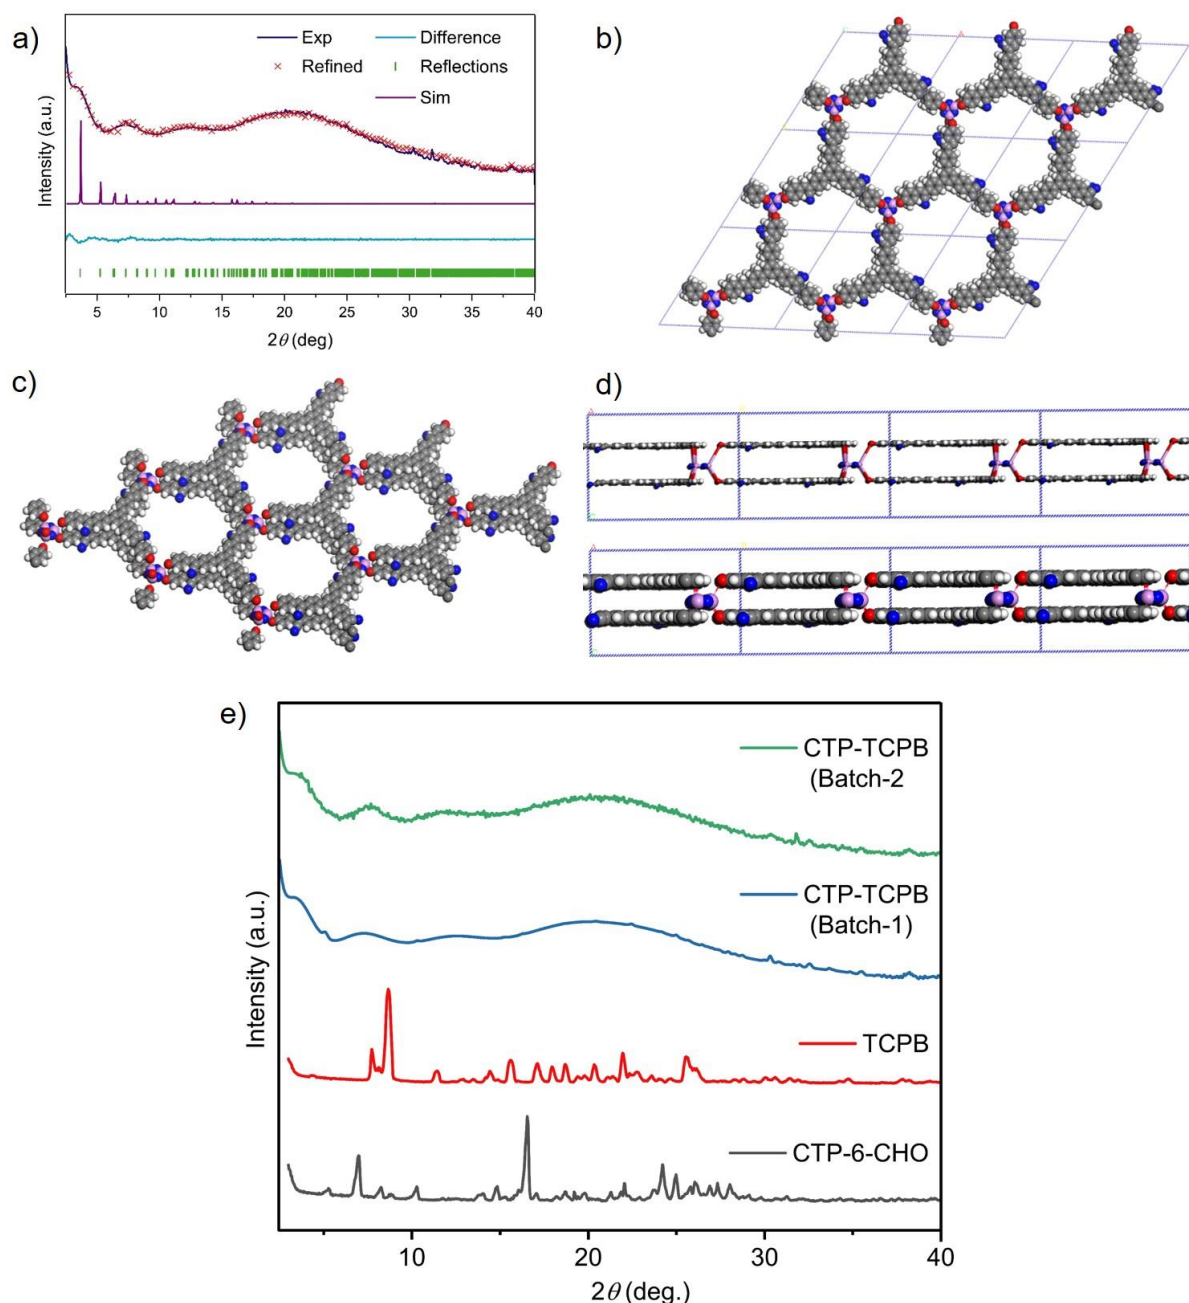 a)
Exp
Difference
Refined
Reflections
Sim
Intensity (a.u.)
5 10 15 20 25 30 35 40
2θ (deg)
b)
c)
d)
e)
CTP-TCPB
(Batch-2
CTP-TCPB
(Batch-1)
TCPB
CTP-6-CHO
Intensity (a.u.)
10 20 30 40
2θ (deg.)